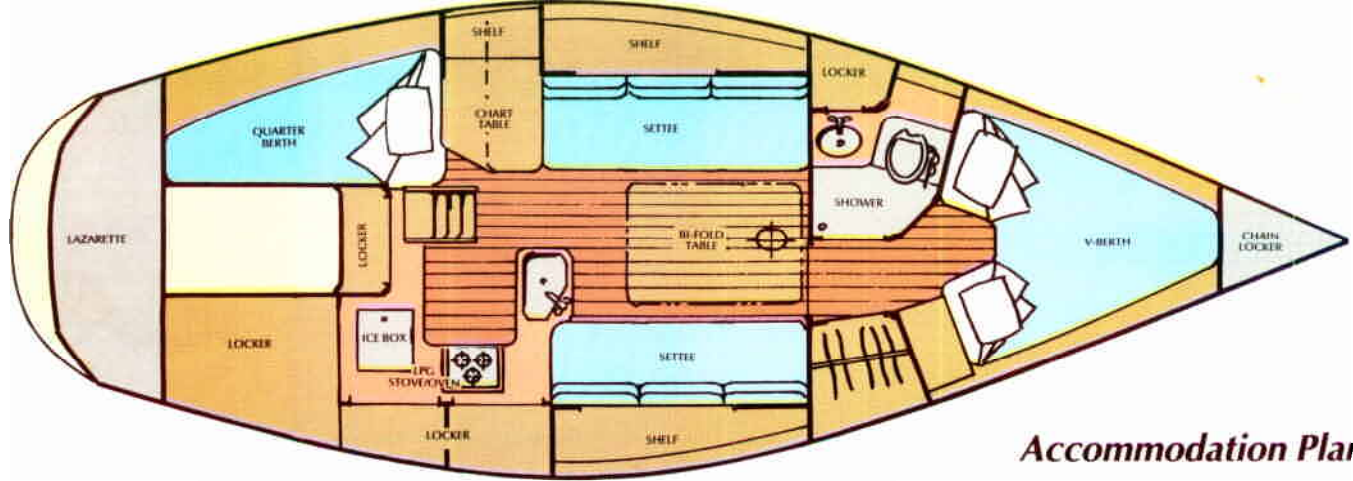 SHELF
SHELF
LOCKER
QUARTER
BERTH
CHART
TABLE
SETTEE
SHOWER
LAZARETTE
LOCKER
BI-FOLD
TABLE
V-BERTH
CHAIN
LOCKER
LOCKER
ICE BOX
LPG
STOVE/OVEN
SETTEE
LOCKER
SHELF
Accommodation Plan